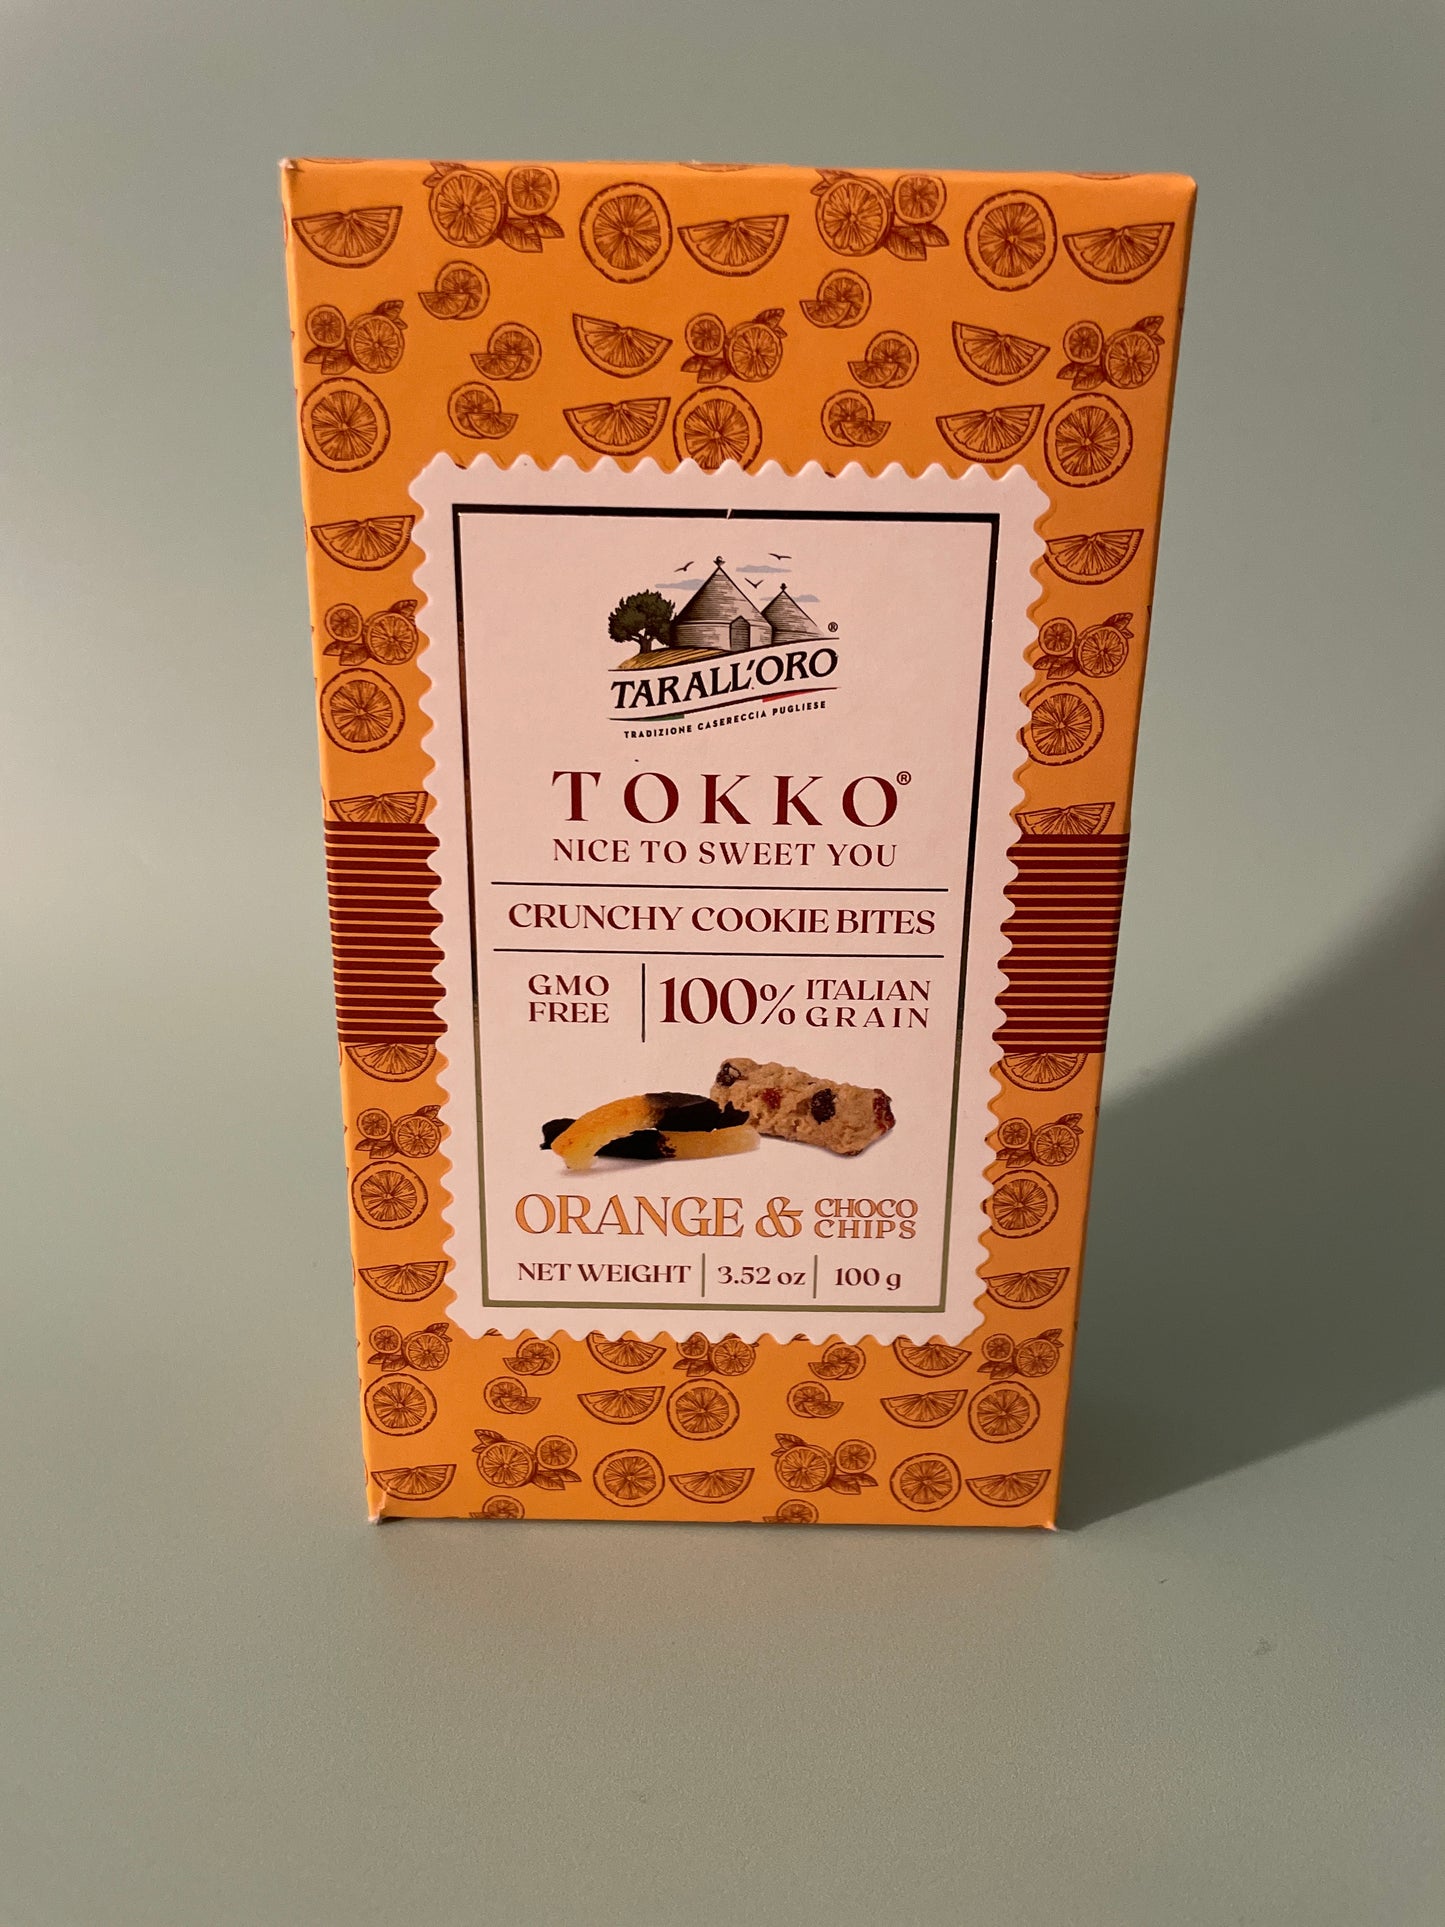 ®
TARALL'ORO
TRADIZIONE CASERECCIA PUGLIESE
TOKKO®
NICE TO SWEET YOU
CRUNCHY COOKIE BITES
GMO
FREE
100% ITALIAN
GRAIN
ORANGE & CHOCO
CHIPS
NET WEIGHT 3.52 oz 100 g